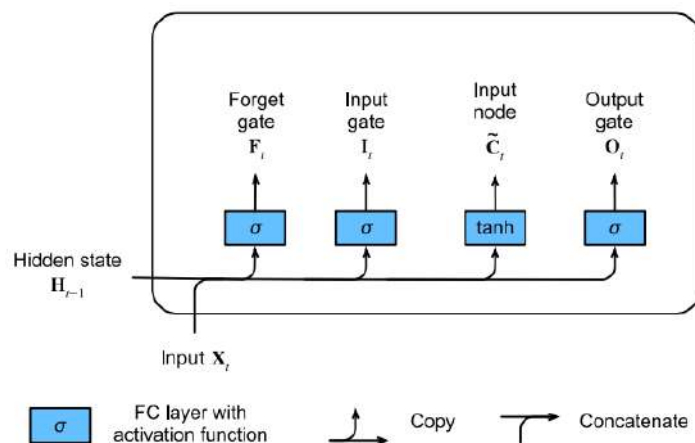 Forget
gate
F_t
Input
gate
I_t
Input
node
C̃_t
Output
gate
O_t
σ
σ
tanh
σ
Hidden state
H_{t−1}
Input X_t
σ
FC layer with
activation function
Copy
Concatenate